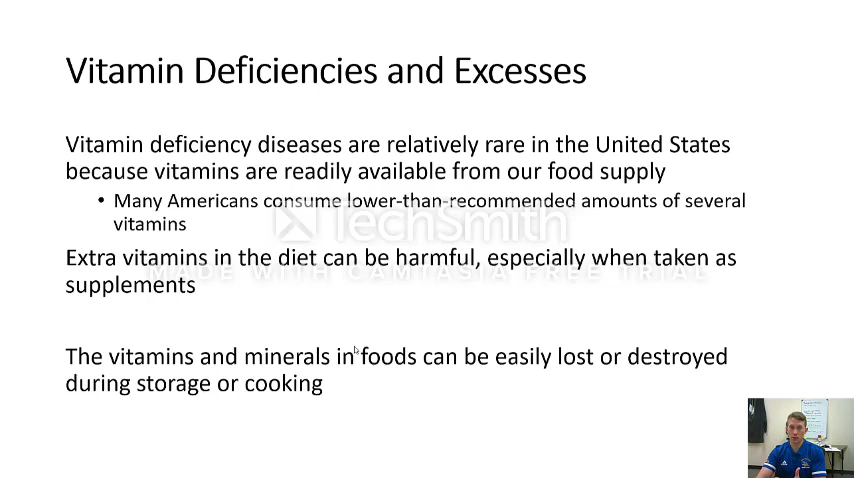 Vitamin Deficiencies and Excesses
Vitamin deficiency diseases are relatively rare in the United States
because vitamins are readily available from our food supply
• Many Americans consume lower-than-recommended amounts of several
vitamins
TechSmith
Extra vitamins in the diet can be harmful, especially when taken as
MADE WITH CAMTASIA FREE TRIAL
supplements
The vitamins and minerals in foods can be easily lost or destroyed
during storage or cooking